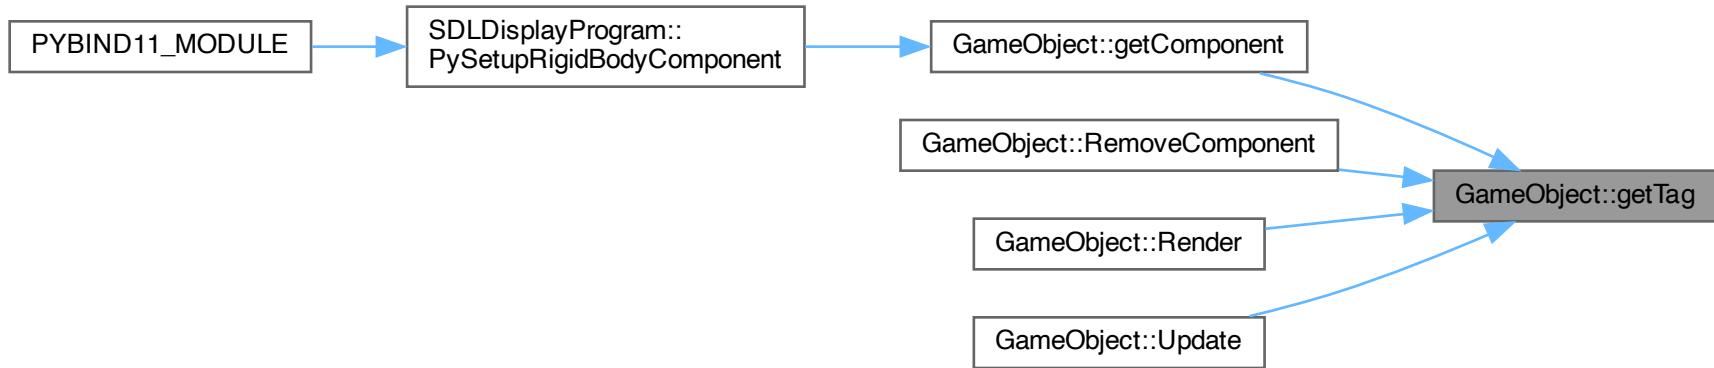 PYBIND11_MODULE
SDLDisplayProgram::
PySetupRigidBodyComponent
GameObject::getComponent
GameObject::RemoveComponent
GameObject::getTag
GameObject::Render
GameObject::Update